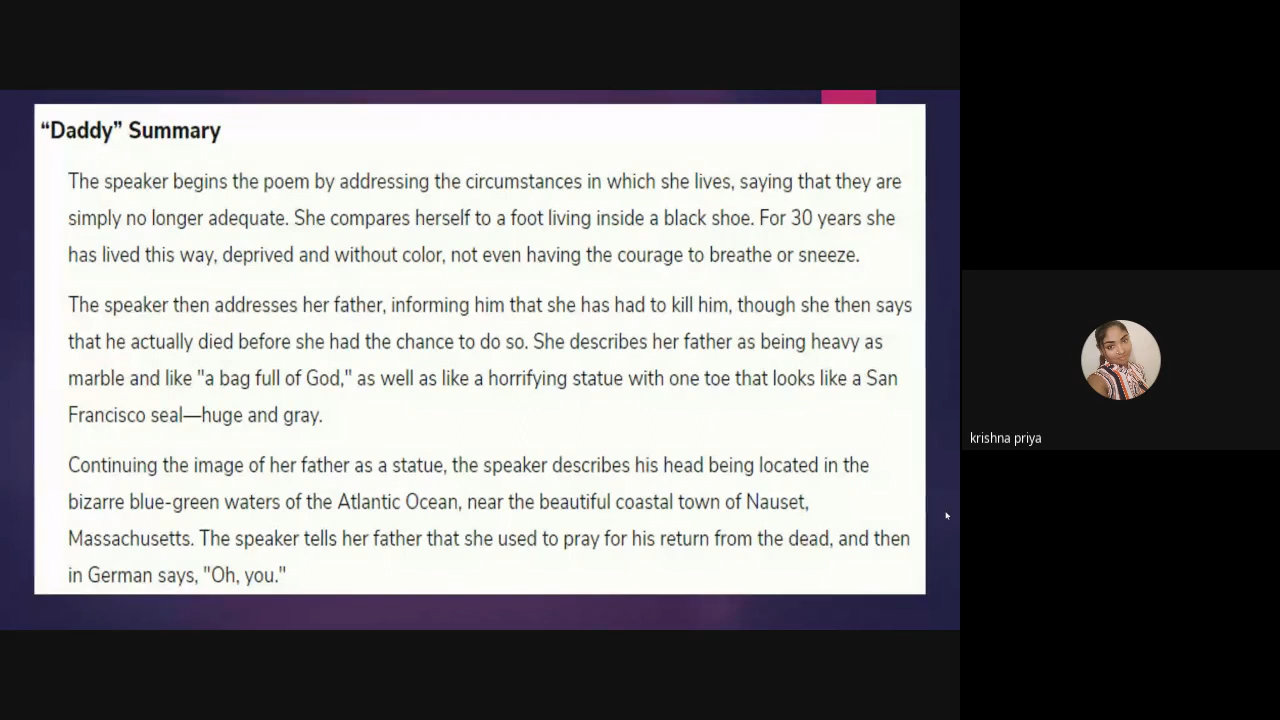 “Daddy” Summary
The speaker begins the poem by addressing the circumstances in which she lives, saying that they are
simply no longer adequate. She compares herself to a foot living inside a black shoe. For 30 years she
has lived this way, deprived and without color, not even having the courage to breathe or sneeze.
The speaker then addresses her father, informing him that she has had to kill him, though she then says
that he actually died before she had the chance to do so. She describes her father as being heavy as
marble and like "a bag full of God," as well as like a horrifying statue with one toe that looks like a San
Francisco seal—huge and gray.
Continuing the image of her father as a statue, the speaker describes his head being located in the
bizarre blue-green waters of the Atlantic Ocean, near the beautiful coastal town of Nauset,
Massachusetts. The speaker tells her father that she used to pray for his return from the dead, and then
in German says, "Oh, you."
krishna priya